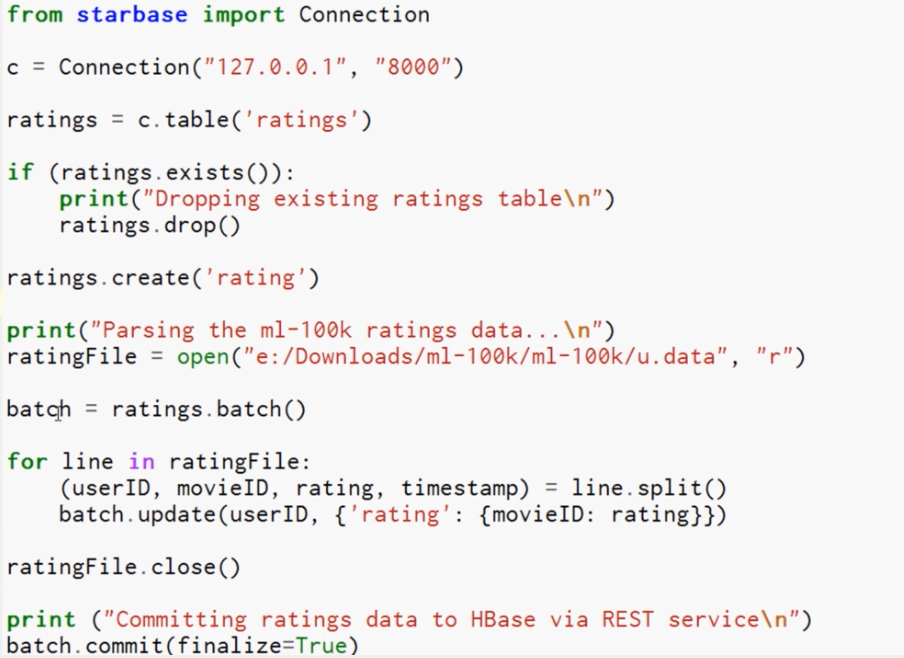 from starbase import Connection
c = Connection("127.0.0.1", "8000")
ratings = c.table('ratings')
if (ratings.exists()):
    print("Dropping existing ratings table\n")
    ratings.drop()
ratings.create('rating')
print("Parsing the ml-100k ratings data...\n")
ratingFile = open("e:/Downloads/ml-100k/ml-100k/u.data", "r")
batch = ratings.batch()
for line in ratingFile:
    (userID, movieID, rating, timestamp) = line.split()
    batch.update(userID, {'rating': {movieID: rating}})
ratingFile.close()
print ("Committing ratings data to HBase via REST service\n")
batch.commit(finalize=True)